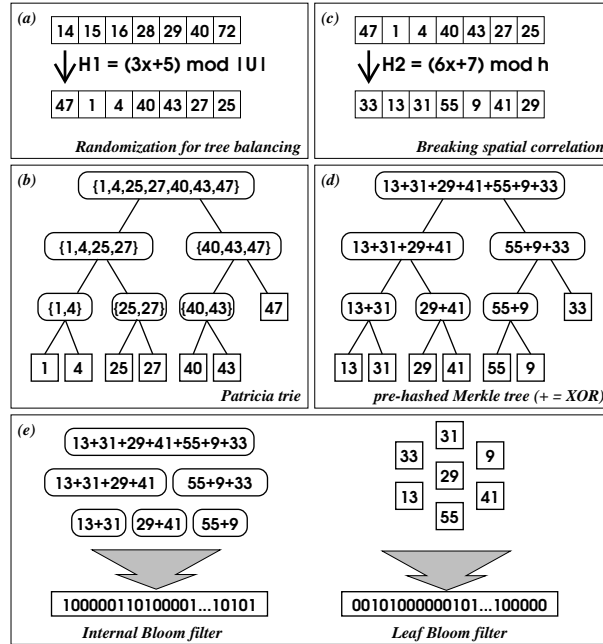 (a)
14 15 16 28 29 40 72
H1 = (3x+5) mod |U|
47 1 4 40 43 27 25
Randomization for tree balancing
(c)
47 1 4 40 43 27 25
H2 = (6x+7) mod h
33 13 31 55 9 41 29
Breaking spatial correlation
(b)
{1,4,25,27,40,43,47}
{1,4,25,27} {40,43,47}
{1,4} {25,27} {40,43} 47
1 4 25 27 40 43
Patricia trie
(d)
13+31+29+41+55+9+33
13+31+29+41 55+9+33
13+31 29+41 55+9 33
13 31 29 41 55 9
pre-hashed Merkle tree (+ = XOR)
(e)
13+31+29+41+55+9+33
13+31+29+41 55+9+33
13+31 29+41 55+9
100000110100001...10101
Internal Bloom filter
31
33 9
29
13 41
55
00101000000101...100000
Leaf Bloom filter